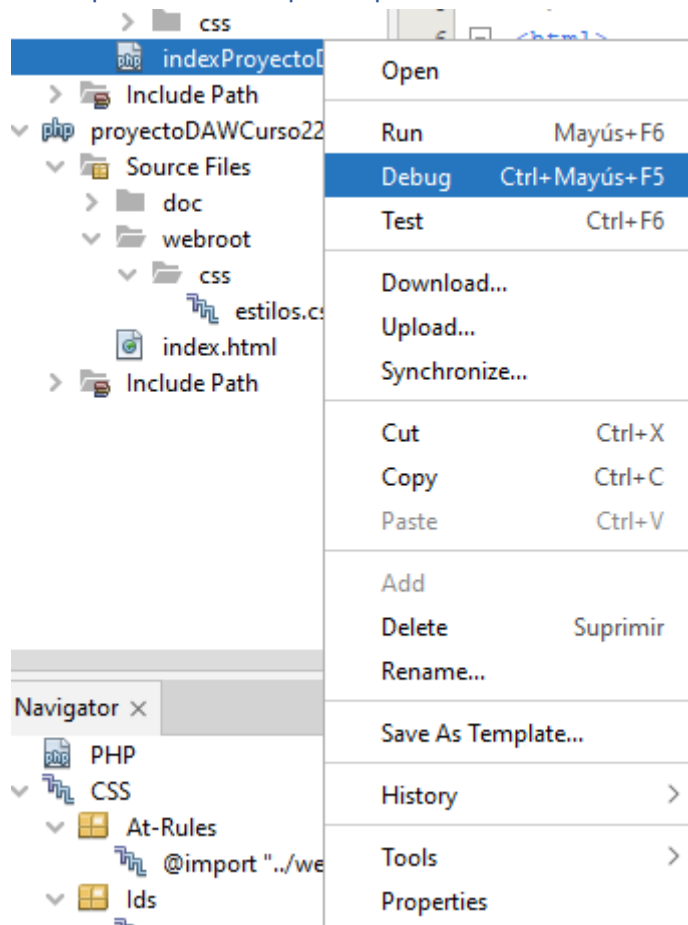 css
indexProyectoD
Include Path
proyectoDAWCurso22
Source Files
doc
webroot
css
estilos.cs
index.html
Include Path
<html>
Open
Run Mayús+F6
Debug Ctrl+Mayús+F5
Test Ctrl+F6
Download...
Upload...
Synchronize...
Cut Ctrl+X
Copy Ctrl+C
Paste Ctrl+V
Add
Delete Suprimir
Rename...
Save As Template...
History
Tools
Properties
Navigator ×
php PHP
CSS
At-Rules
@import "../we
Ids